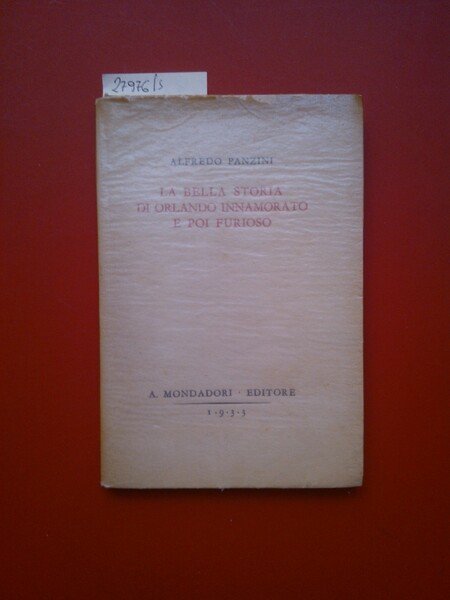 27976/s
ALFREDO PANZINI
LA BELLA STORIA
DI ORLANDO INNAMORATO
E POI FURIOSO
A. MONDADORI · EDITORE
1·9·3·3